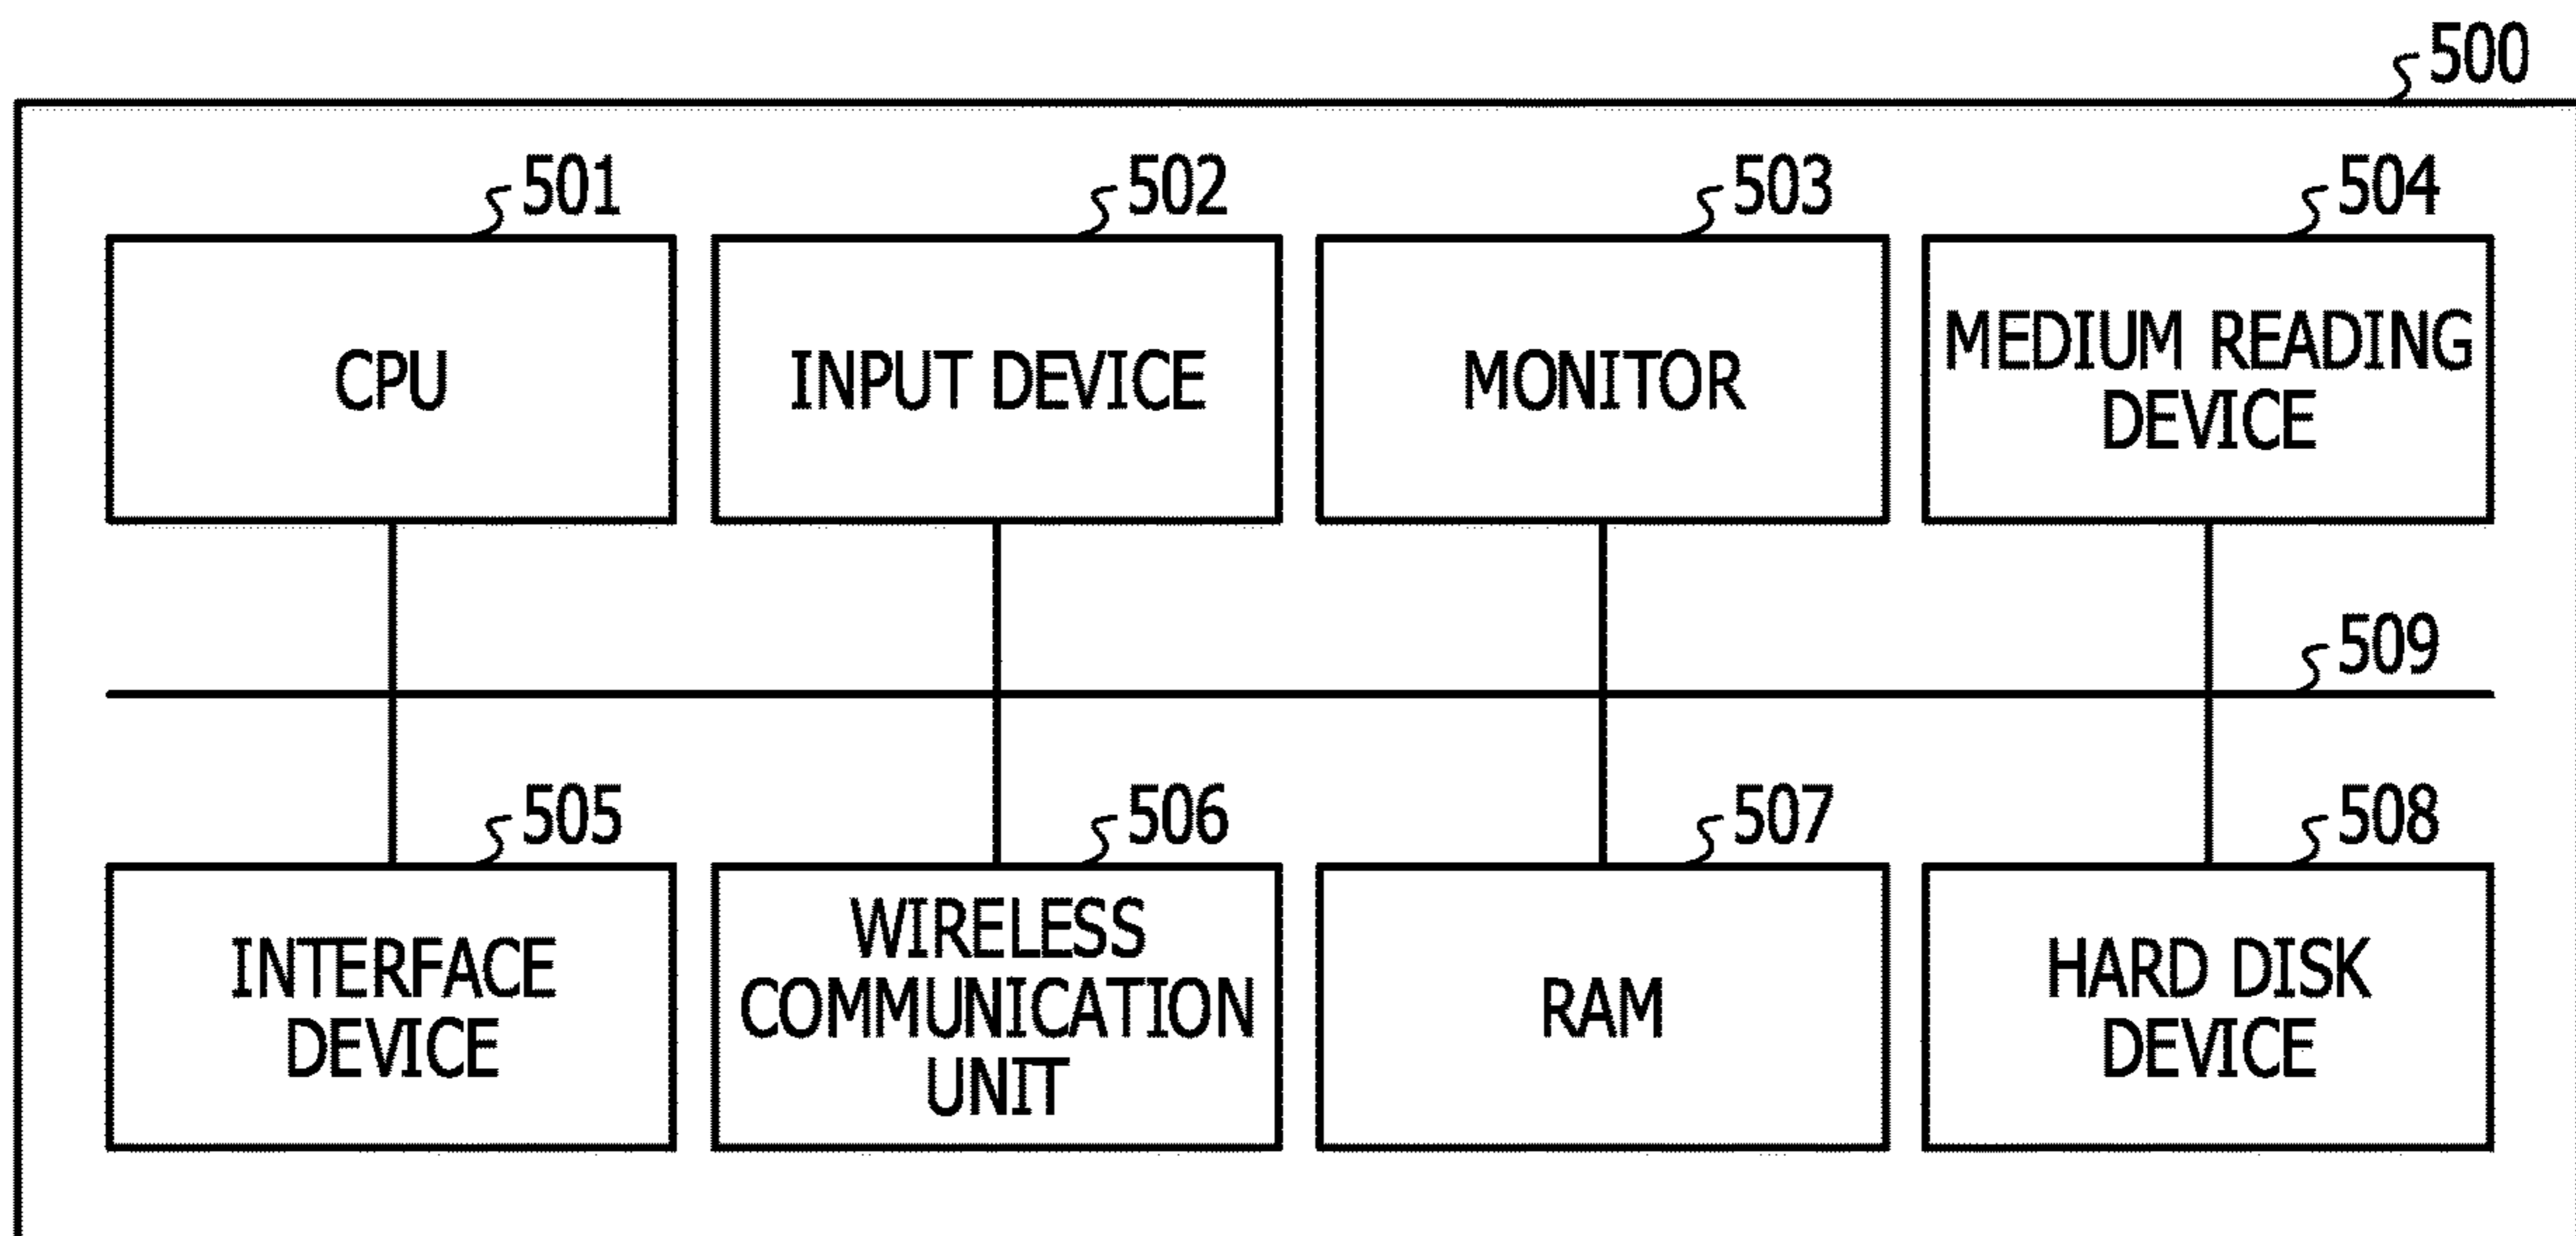 500
501
502
503
504
CPU
INPUT DEVICE
MONITOR
MEDIUM READING
DEVICE
509
505
506
507
508
INTERFACE
DEVICE
WIRELESS
COMMUNICATION
UNIT
RAM
HARD DISK
DEVICE